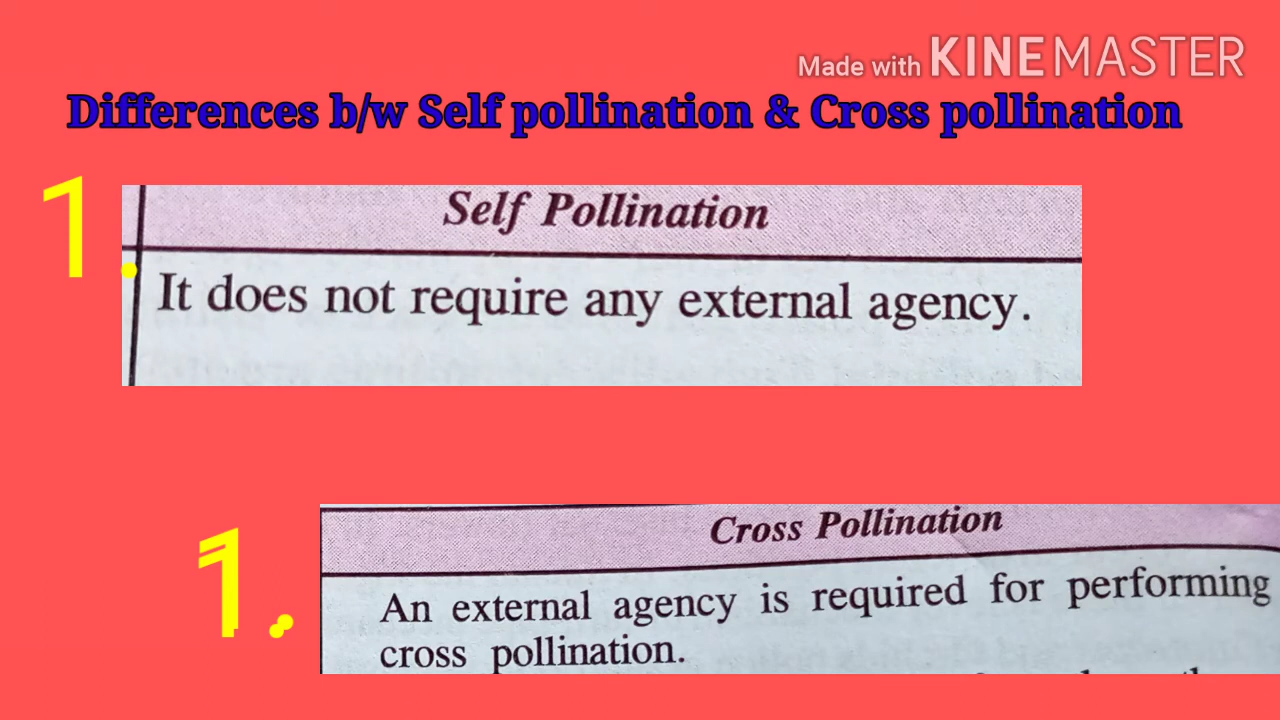 Made with KINEMASTER
Differences b/w Self pollination & Cross pollination
1.
Self Pollination
It does not require any external agency.
1.
Cross Pollination
An external agency is required for performing
cross pollination.